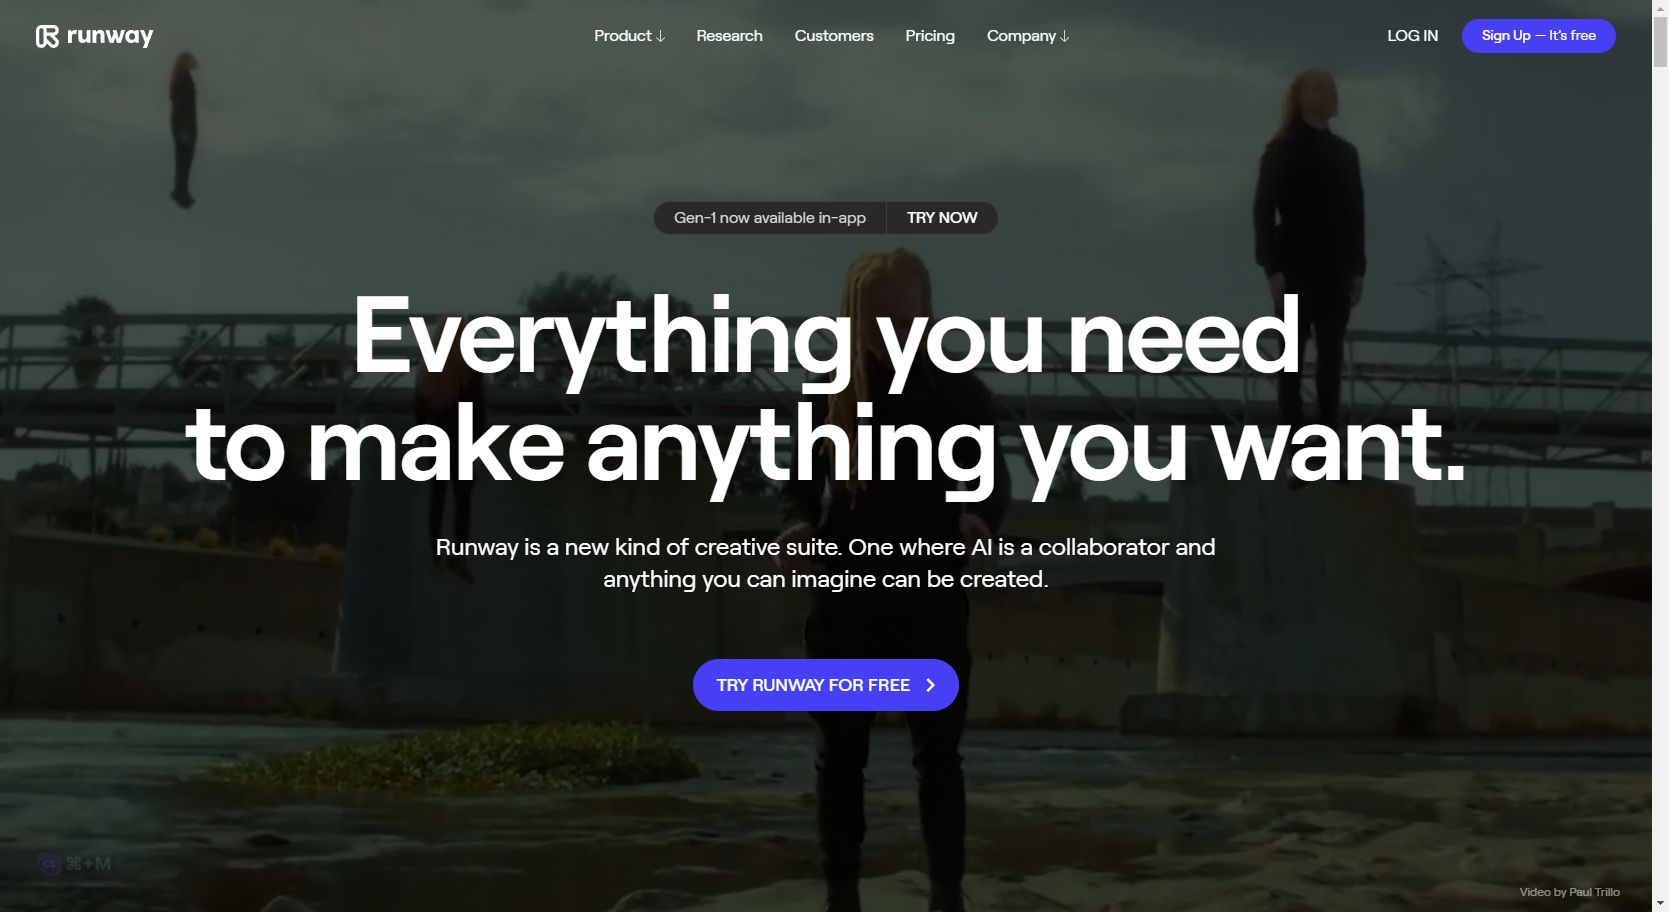 runway
Product ↓
Research
Customers
Pricing
Company ↓
LOG IN
Sign Up — It's free
Gen-1 now available in-app
TRY NOW
Everything you need
to make anything you want.
Runway is a new kind of creative suite. One where AI is a collaborator and
anything you can imagine can be created.
TRY RUNWAY FOR FREE
CS ⌘+M
Video by Paul Trillo